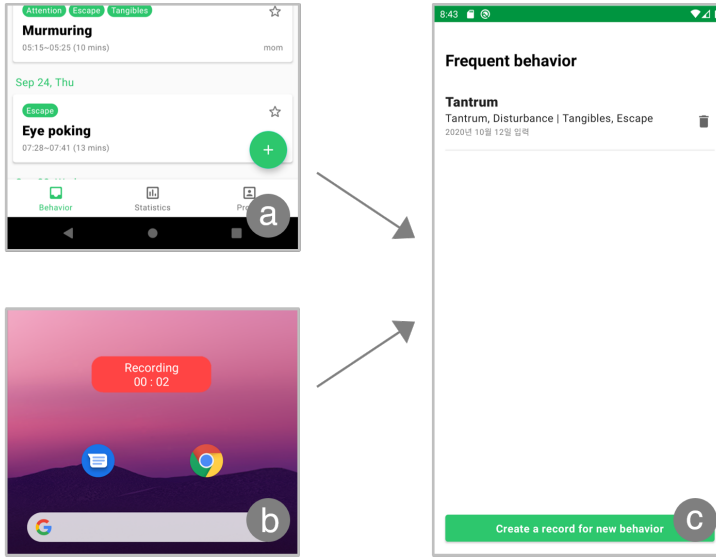 Attention Escape Tangibles
Murmuring
05:15~05:25 (10 mins) mom
Sep 24, Thu
Escape
Eye poking
07:28~07:41 (13 mins)
Behavior Statistics
a
Recording
00 : 02
b
8:43
Frequent behavior
Tantrum
Tantrum, Disturbance | Tangibles, Escape
2020년 10월 12일 입력
Create a record for new behavior
c